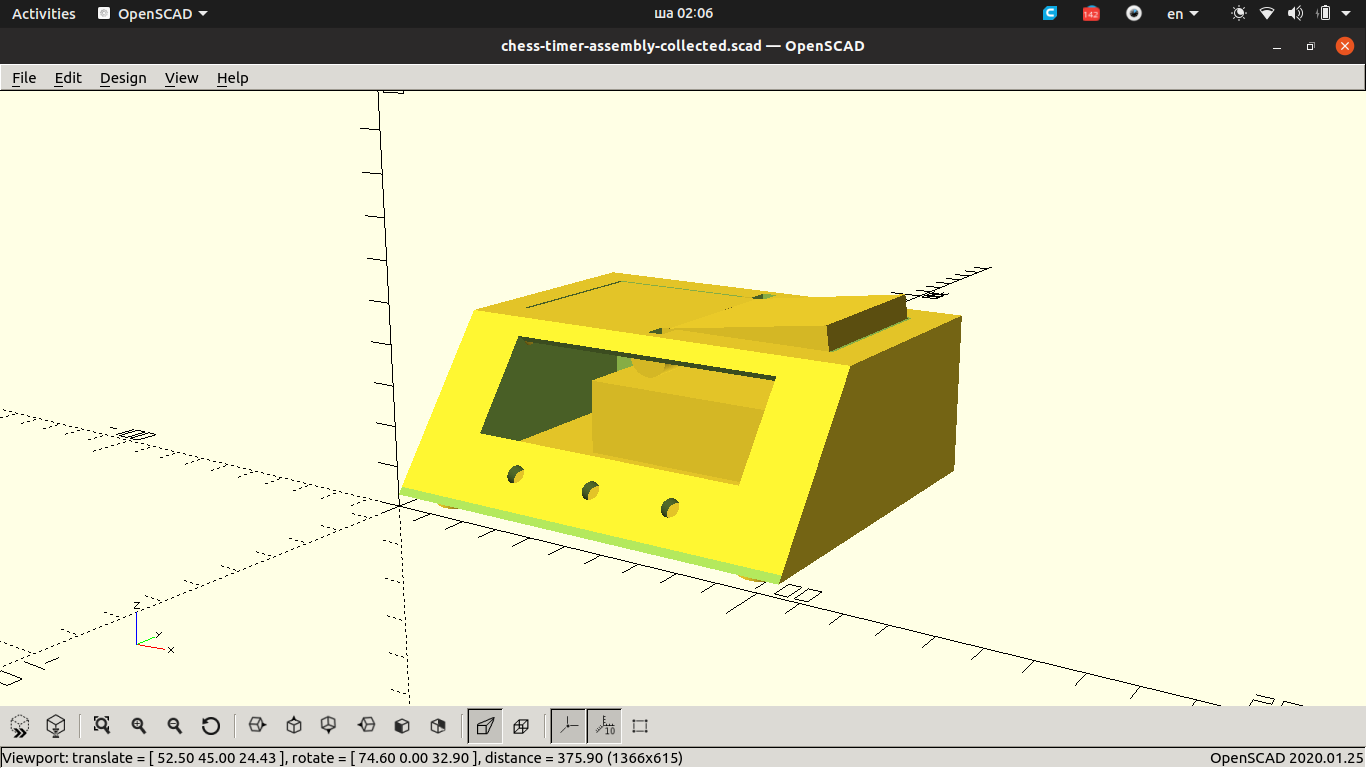 Activities OpenSCAD ша 02:06 142 en
chess-timer-assembly-collected.scad — OpenSCAD
File Edit Design View Help
Z
Y
X
10
Viewport: translate = [ 52.50 45.00 24.43 ], rotate = [ 74.60 0.00 32.90 ], distance = 375.90 (1366x615) OpenSCAD 2020.01.25